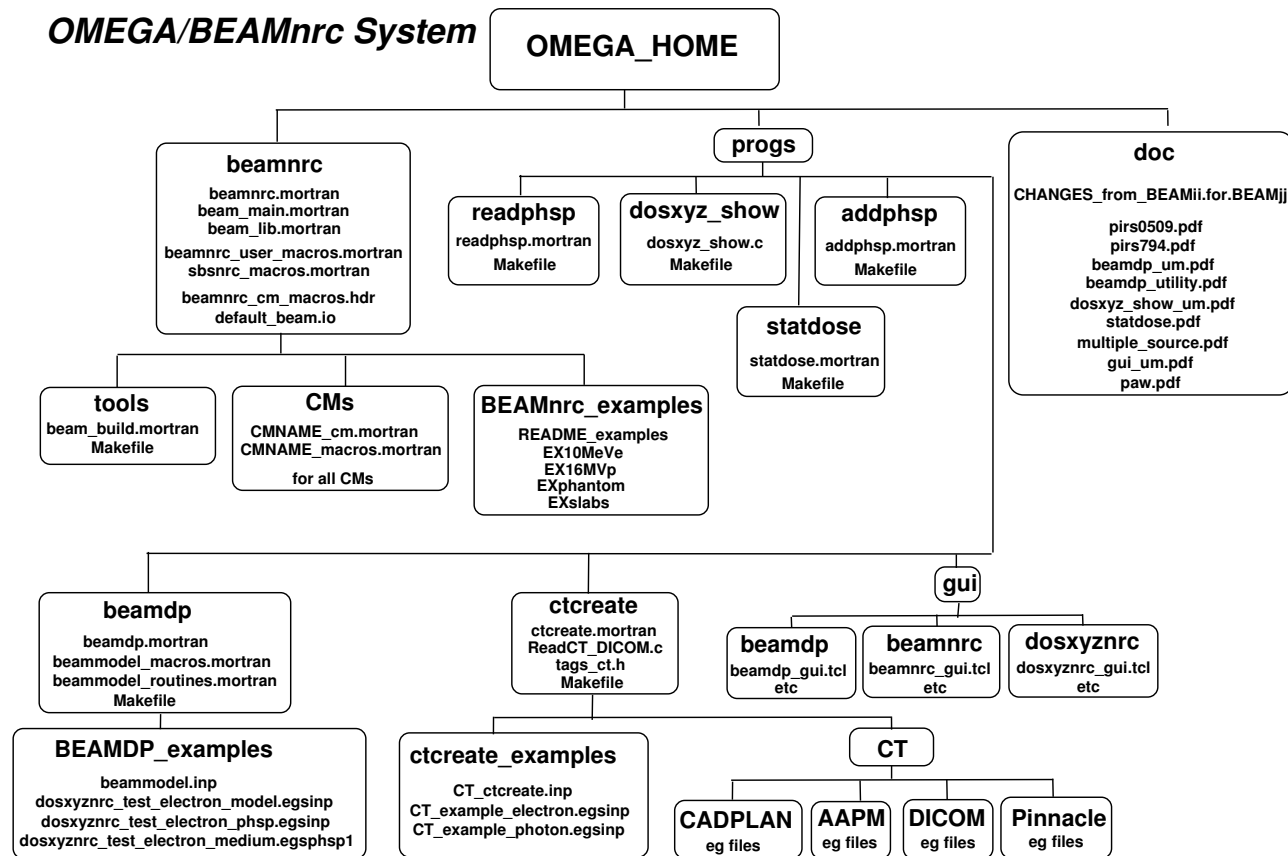 OMEGA/BEAMnrc System
OMEGA_HOME
beamnrc
beamnrc.mortran
beam_main.mortran
beam_lib.mortran
beamnrc_user_macros.mortran
sbsnrc_macros.mortran
beamnrc_cm_macros.hdr
default_beam.io
progs
readphsp
readphsp.mortran
Makefile
dosxyz_show
dosxyz_show.c
Makefile
addphsp
addphsp.mortran
Makefile
statdose
statdose.mortran
Makefile
doc
CHANGES_from_BEAMii.for.BEAMjj
pirs0509.pdf
pirs794.pdf
beamdp_um.pdf
beamdp_utility.pdf
dosxyz_show_um.pdf
statdose.pdf
multiple_source.pdf
gui_um.pdf
paw.pdf
tools
beam_build.mortran
Makefile
CMs
CMNAME_cm.mortran
CMNAME_macros.mortran
for all CMs
BEAMnrc_examples
README_examples
EX10MeVe
EX16MVp
EXphantom
EXslabs
beamdp
beamdp.mortran
beammodel_macros.mortran
beammodel_routines.mortran
Makefile
BEAMDP_examples
beammodel.inp
dosxyznrc_test_electron_model.egsinp
dosxyznrc_test_electron_phsp.egsinp
dosxyznrc_test_electron_medium.egsphsp1
ctcreate
ctcreate.mortran
ReadCT_DICOM.c
tags_ct.h
Makefile
ctcreate_examples
CT_ctcreate.inp
CT_example_electron.egsinp
CT_example_photon.egsinp
gui
beamdp
beamdp_gui.tcl
etc
beamnrc
beamnrc_gui.tcl
etc
dosxyznrc
dosxyznrc_gui.tcl
etc
CT
CADPLAN
eg files
AAPM
eg files
DICOM
eg files
Pinnacle
eg files